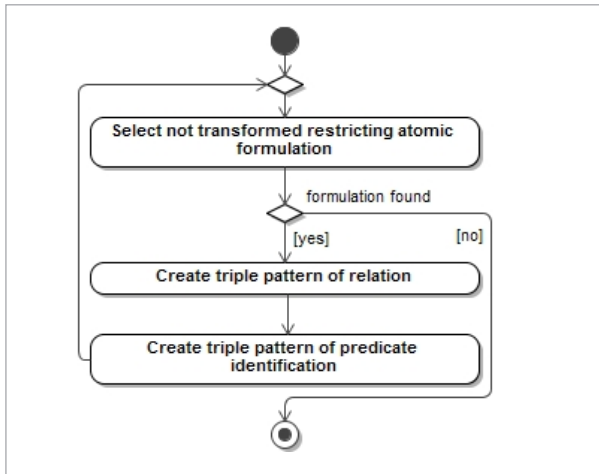 Select not transformed restricting atomic
formulation
formulation found
[yes]
[no]
Create triple pattern of relation
Create triple pattern of predicate
identification